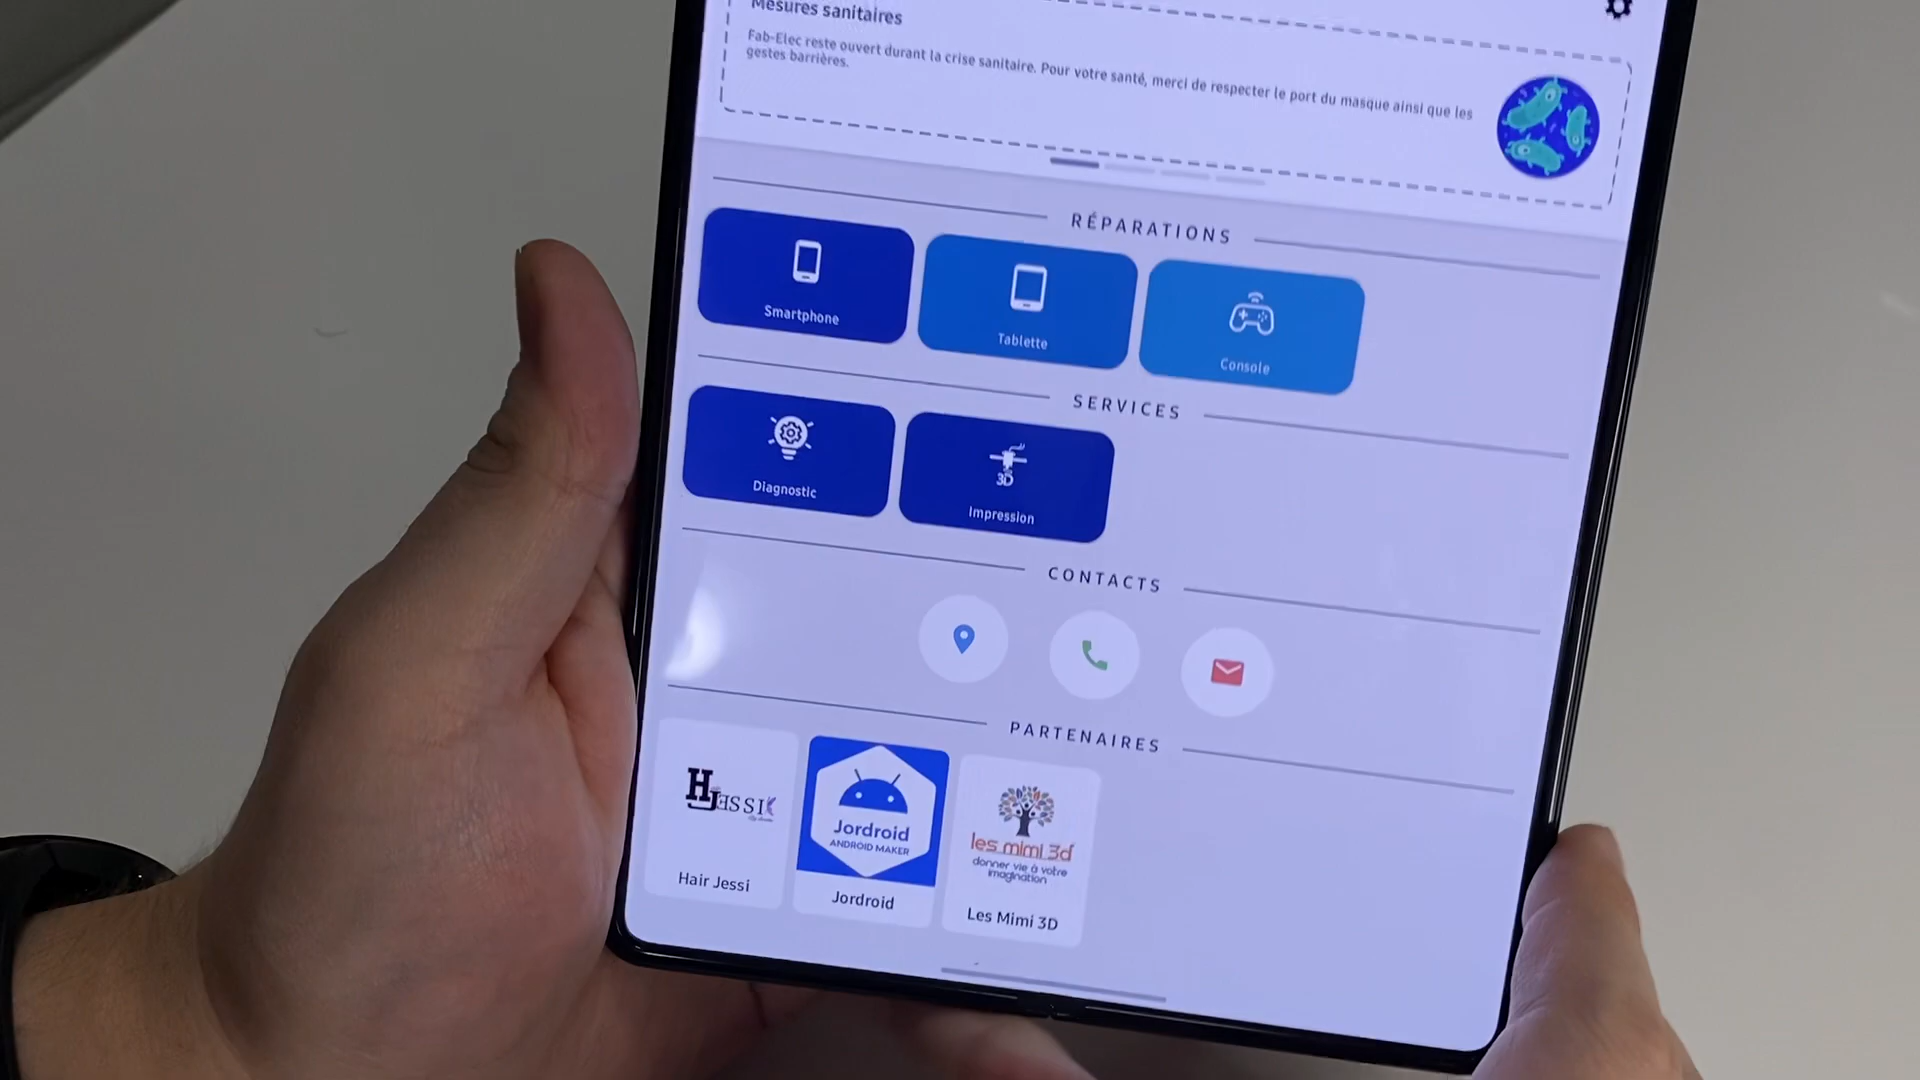 Mesures sanitaires
Fab-Elec reste ouvert durant la crise sanitaire. Pour votre santé, merci de respecter le port du masque ainsi que les
gestes barrières.
RÉPARATIONS
Smartphone
Tablette
Console
SERVICES
Diagnostic
3D
Impression
CONTACTS
PARTENAIRES
HJESSI
Hair Jessi
Jordroid
ANDROID MAKER
Jordroid
les mimi 3d
donner vie à votre
imagination
Les Mimi 3D